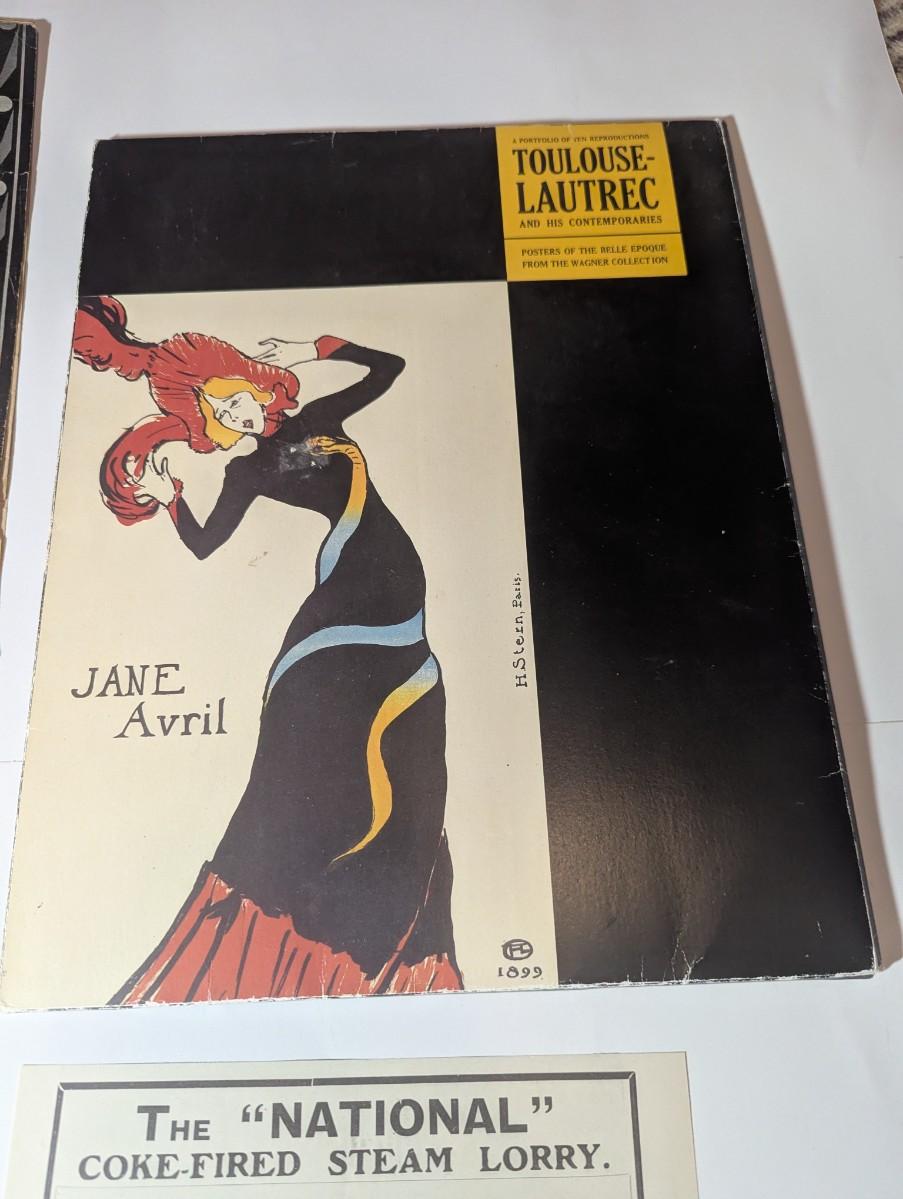 A PORTFOLIO OF TEN REPRODUCTIONS
TOULOUSE-
LAUTREC
AND HIS CONTEMPORARIES
POSTERS OF THE BELLE EPOQUE
FROM THE WAGNER COLLECTION
JANE
Avril
H. Stern, Paris.
1899
THE "NATIONAL"
COKE-FIRED STEAM LORRY.